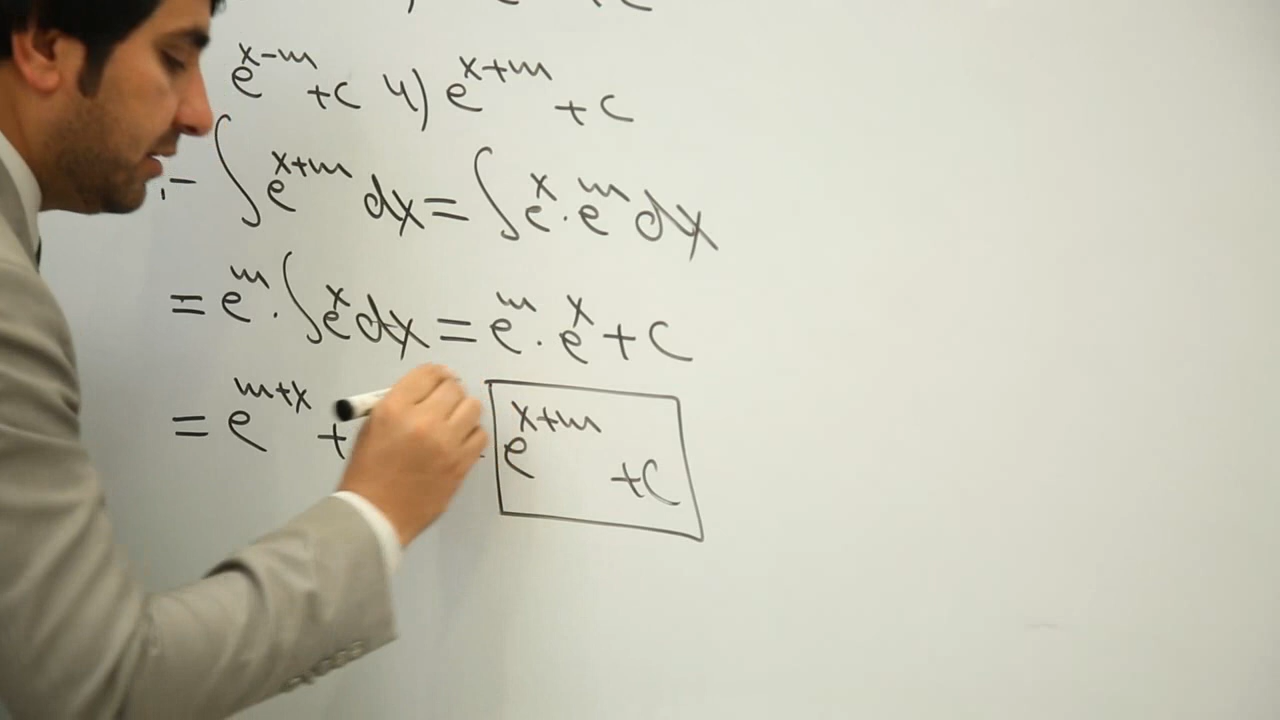 e^{x-m} + c 4) e^{x+m} + c
∫ e^{x+m} dx = ∫ e^x · e^m dx
= e^m · ∫ e^x dx = e^m · e^x + c
= e^{m+x} + e^{x+m} + c